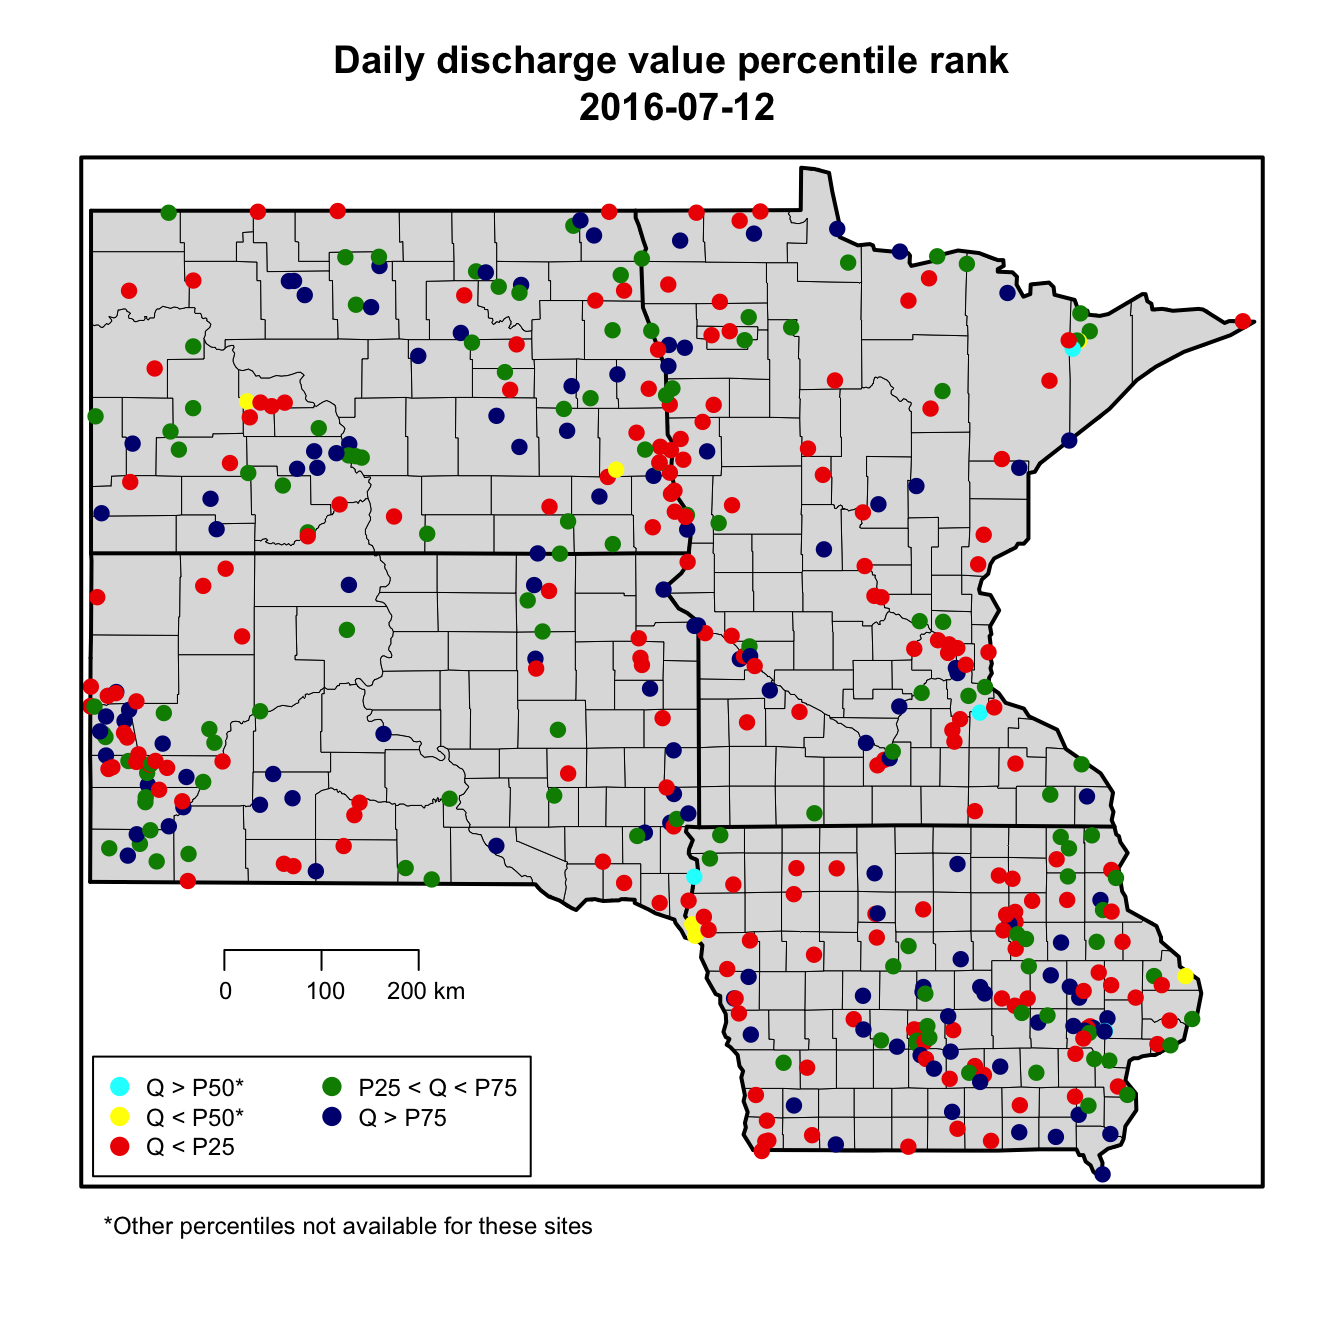 Daily discharge value percentile rank
2016-07-12
0 100 200 km
Q > P50* P25 < Q < P75
Q < P50* Q > P75
Q < P25
*Other percentiles not available for these sites